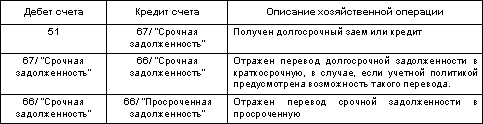 Дебет счета Кредит счета Описание хозяйственной операции
51 67/ "Срочная задолженность" Получен долгосрочный заем или кредит
67/ "Срочная задолженность" 66/ "Срочная задолженность" Отражен перевод долгосрочной задолженности в
краткосрочную, в случае, если учетной политикой
предусмотрена возможность такого перевода.
66/ "Срочная задолженность" 66/ "Просроченная задолженность" Отражен перевод срочной задолженности в
просроченную